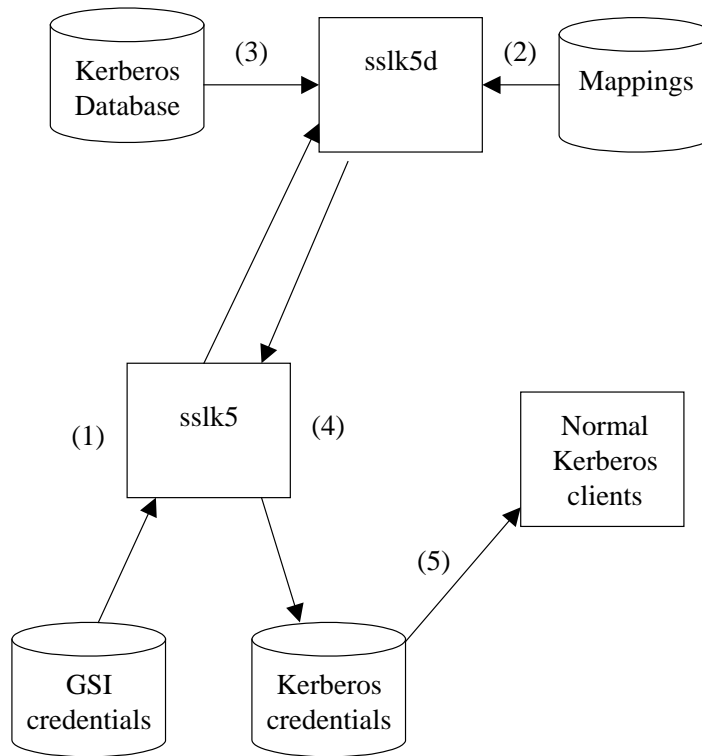 Kerberos
Database
(3)
sslk5d
(2)
Mappings
(1)
sslk5
(4)
Normal
Kerberos
clients
(5)
GSI
credentials
Kerberos
credentials